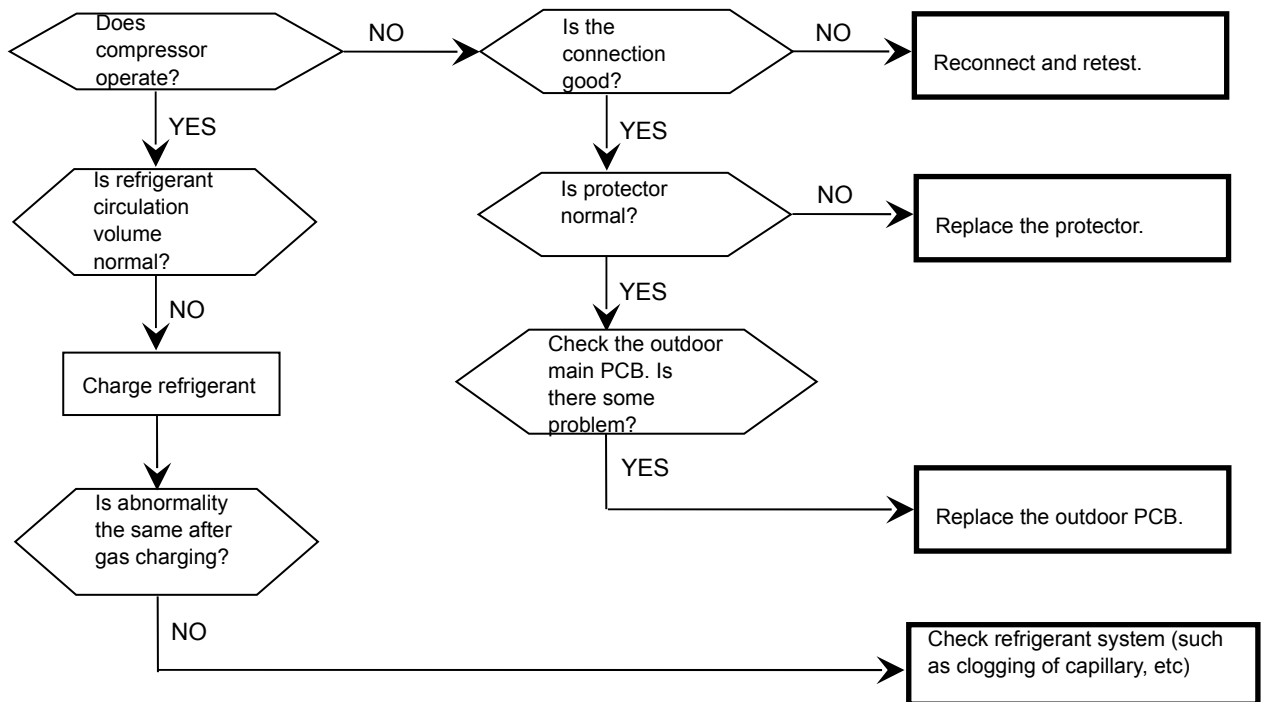 Does
compressor
operate?
NO
Is the
connection
good?
NO
Reconnect and retest.
YES
YES
Is refrigerant
circulation
volume
normal?
Is protector
normal?
NO
Replace the protector.
NO
YES
Charge refrigerant
Check the outdoor
main PCB. Is
there some
problem?
YES
Replace the outdoor PCB.
Is abnormality
the same after
gas charging?
NO
Check refrigerant system (such
as clogging of capillary, etc)